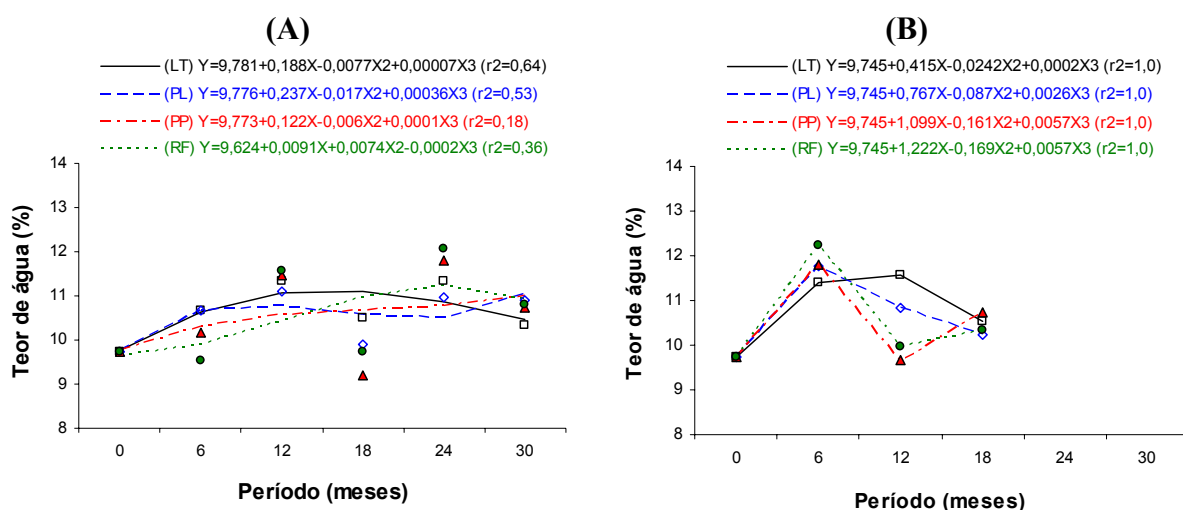 (A)
(LT) Y=9,781+0,188X-0,0077X2+0,00007X3 (r2=0,64)
(PL) Y=9,776+0,237X-0,017X2+0,00036X3 (r2=0,53)
(PP) Y=9,773+0,122X-0,006X2+0,0001X3 (r2=0,18)
(RF) Y=9,624+0,0091X+0,0074X2-0,0002X3 (r2=0,36)
14
13
12
11
10
9
8
Teor de água (%)
0 6 12 18 24 30
Período (meses)
(B)
(LT) Y=9,745+0,415X-0,0242X2+0,0002X3 (r2=1,0)
(PL) Y=9,745+0,767X-0,087X2+0,0026X3 (r2=1,0)
(PP) Y=9,745+1,099X-0,161X2+0,0057X3 (r2=1,0)
(RF) Y=9,745+1,222X-0,169X2+0,0057X3 (r2=1,0)
14
13
12
11
10
9
8
Teor de água (%)
0 6 12 18 24 30
Período (meses)